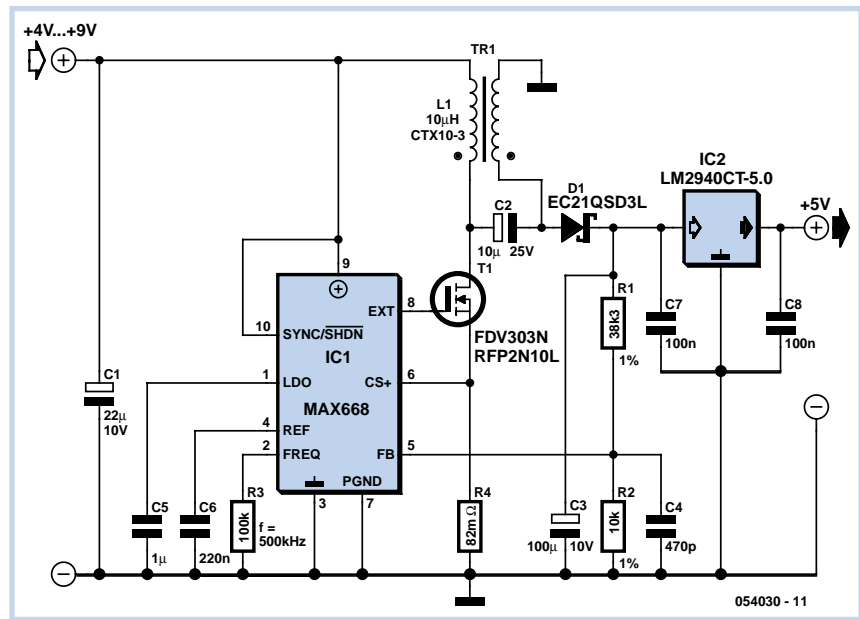 +4V...+9V
TR1
L1
10µH
CTX10-3
IC2
LM2940CT-5.0
D1
EC21QSD3L
+5V
C2
10µ
25V
T1
9
EXT
8
10
SYNC/SHDN
IC1
FDV303N
RFP2N10L
R1
38k3
1%
C7
100n
C8
100n
1
LDO
CS+
6
MAX668
C1
22µ
10V
4
REF
2
FREQ
FB
5
PGND
3
7
C5
1µ
C6
220n
R3
100k
f =
500kHz
R4
82mΩ
C3
100µ
10V
R2
10k
1%
C4
470p
054030 - 11